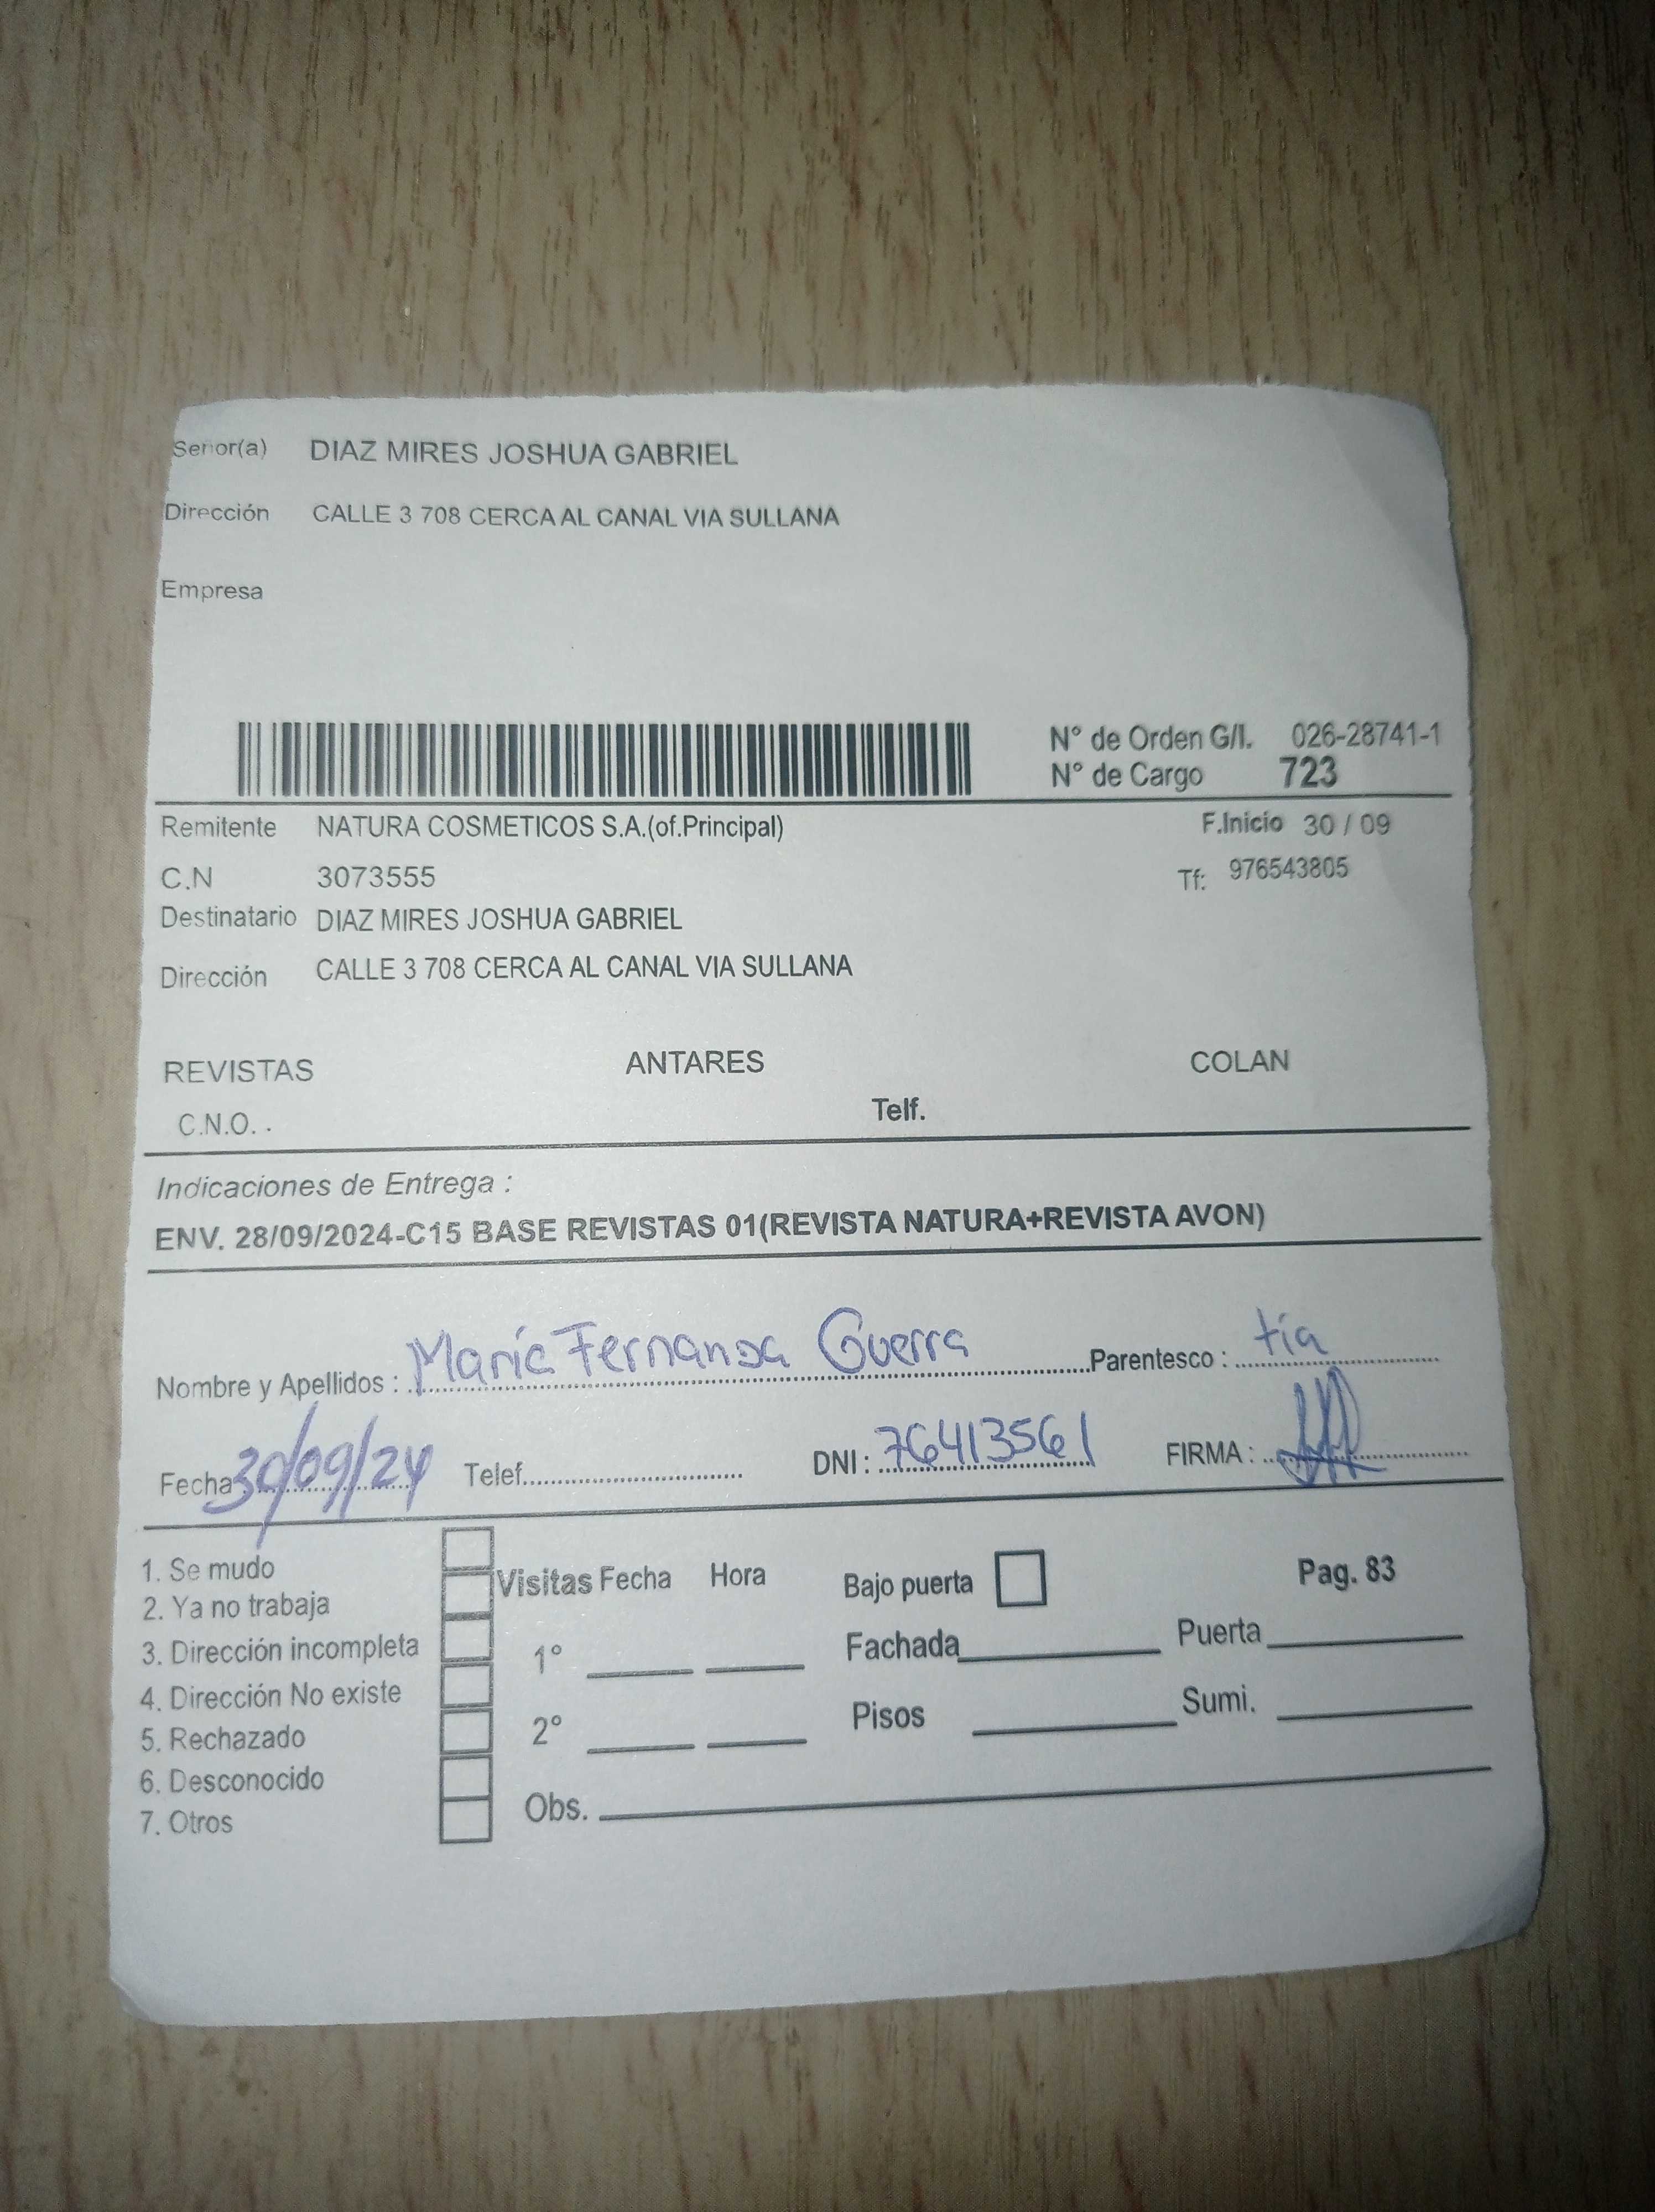 Señor(a) DIAZ MIRES JOSHUA GABRIEL
Dirección CALLE 3 708 CERCA AL CANAL VIA SULLANA
Empresa
N° de Orden G/I. 026-28741-1
N° de Cargo 723
Remitente NATURA COSMETICOS S.A.(of.Principal) F.Inicio 30 / 09
C.N 3073555 Tf: 976543805
Destinatario DIAZ MIRES JOSHUA GABRIEL
Dirección CALLE 3 708 CERCA AL CANAL VIA SULLANA
REVISTAS ANTARES COLAN
C.N.O. . Telf.
Indicaciones de Entrega :
ENV. 28/09/2024-C15 BASE REVISTAS 01(REVISTA NATURA+REVISTA AVON)
Nombre y Apellidos : María Fernanda Guerra Parentesco : tía
Fecha 30/09/24 Telef. DNI : 76413561 FIRMA :
1. Se mudo
2. Ya no trabaja
3. Dirección incompleta
4. Dirección No existe
5. Rechazado
6. Desconocido
7. Otros
Visitas Fecha Hora
1°
2°
Obs.
Bajo puerta Pag. 83
Fachada Puerta
Pisos Sumi.